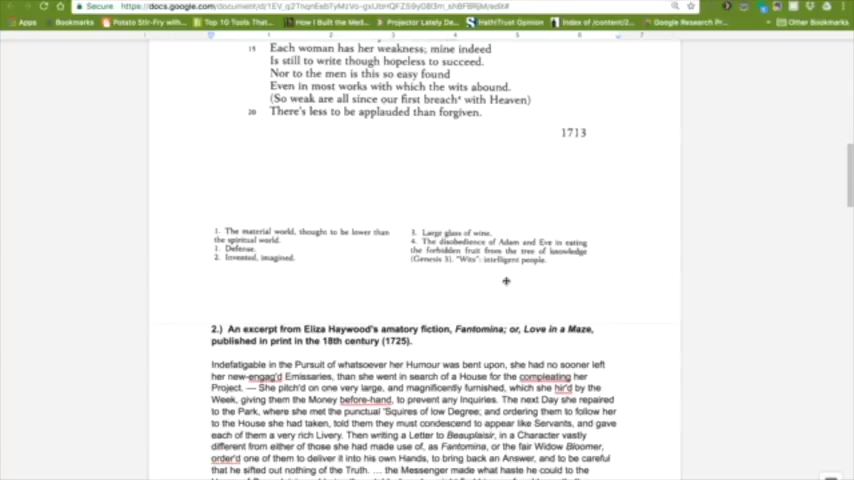 Secure
https://docs.google.com/document/d/
Apps
Bookmarks
Potato Stir-Fry with
Top 10 Tools That
How I Built the Med
Projector Lately De
HathiTrust Opinion
Index of /content/2
Google Research Pr
Other Bookmarks
1 1 2 3 4 5 6 7
15 Each woman has her weakness; mine indeed
Is still to write though hopeless to succeed.
Nor to the men is this so easy found
Even in most works with which the wits abound.
(So weak are all since our first breach⁴ with Heaven)
20 There's less to be applauded than forgiven.
1713
1. The material world, thought to be lower than
the spiritual world.
1. Defense.
2. Invented, imagined.
3. Large glass of wine.
4. The disobedience of Adam and Eve in eating
the forbidden fruit from the tree of knowledge
(Genesis 3). "Wits": intelligent people.
2.) An excerpt from Eliza Haywood's amatory fiction, Fantomina; or, Love in a Maze,
published in print in the 18th century (1725).
Indefatigable in the Pursuit of whatsoever her Humour was bent upon, she had no sooner left
her new-engag'd Emissaries, than she went in search of a House for the compleating her
Project. — She pitch'd on one very large, and magnificently furnished, which she hir'd by the
Week, giving them the Money before-hand, to prevent any Inquiries. The next Day she repaired
to the Park, where she met the punctual 'Squires of low Degree; and ordering them to follow her
to the House she had taken, told them they must condescend to appear like Servants, and gave
each of them a very rich Livery. Then writing a Letter to Beauplaisir, in a Character vastly
different from either of those she had made use of, as Fantomina, or the fair Widow Bloomer,
order'd one of them to deliver it into his own Hands, to bring back an Answer, and to be careful
that he sifted out nothing of the Truth. … the Messenger made what haste he could to the